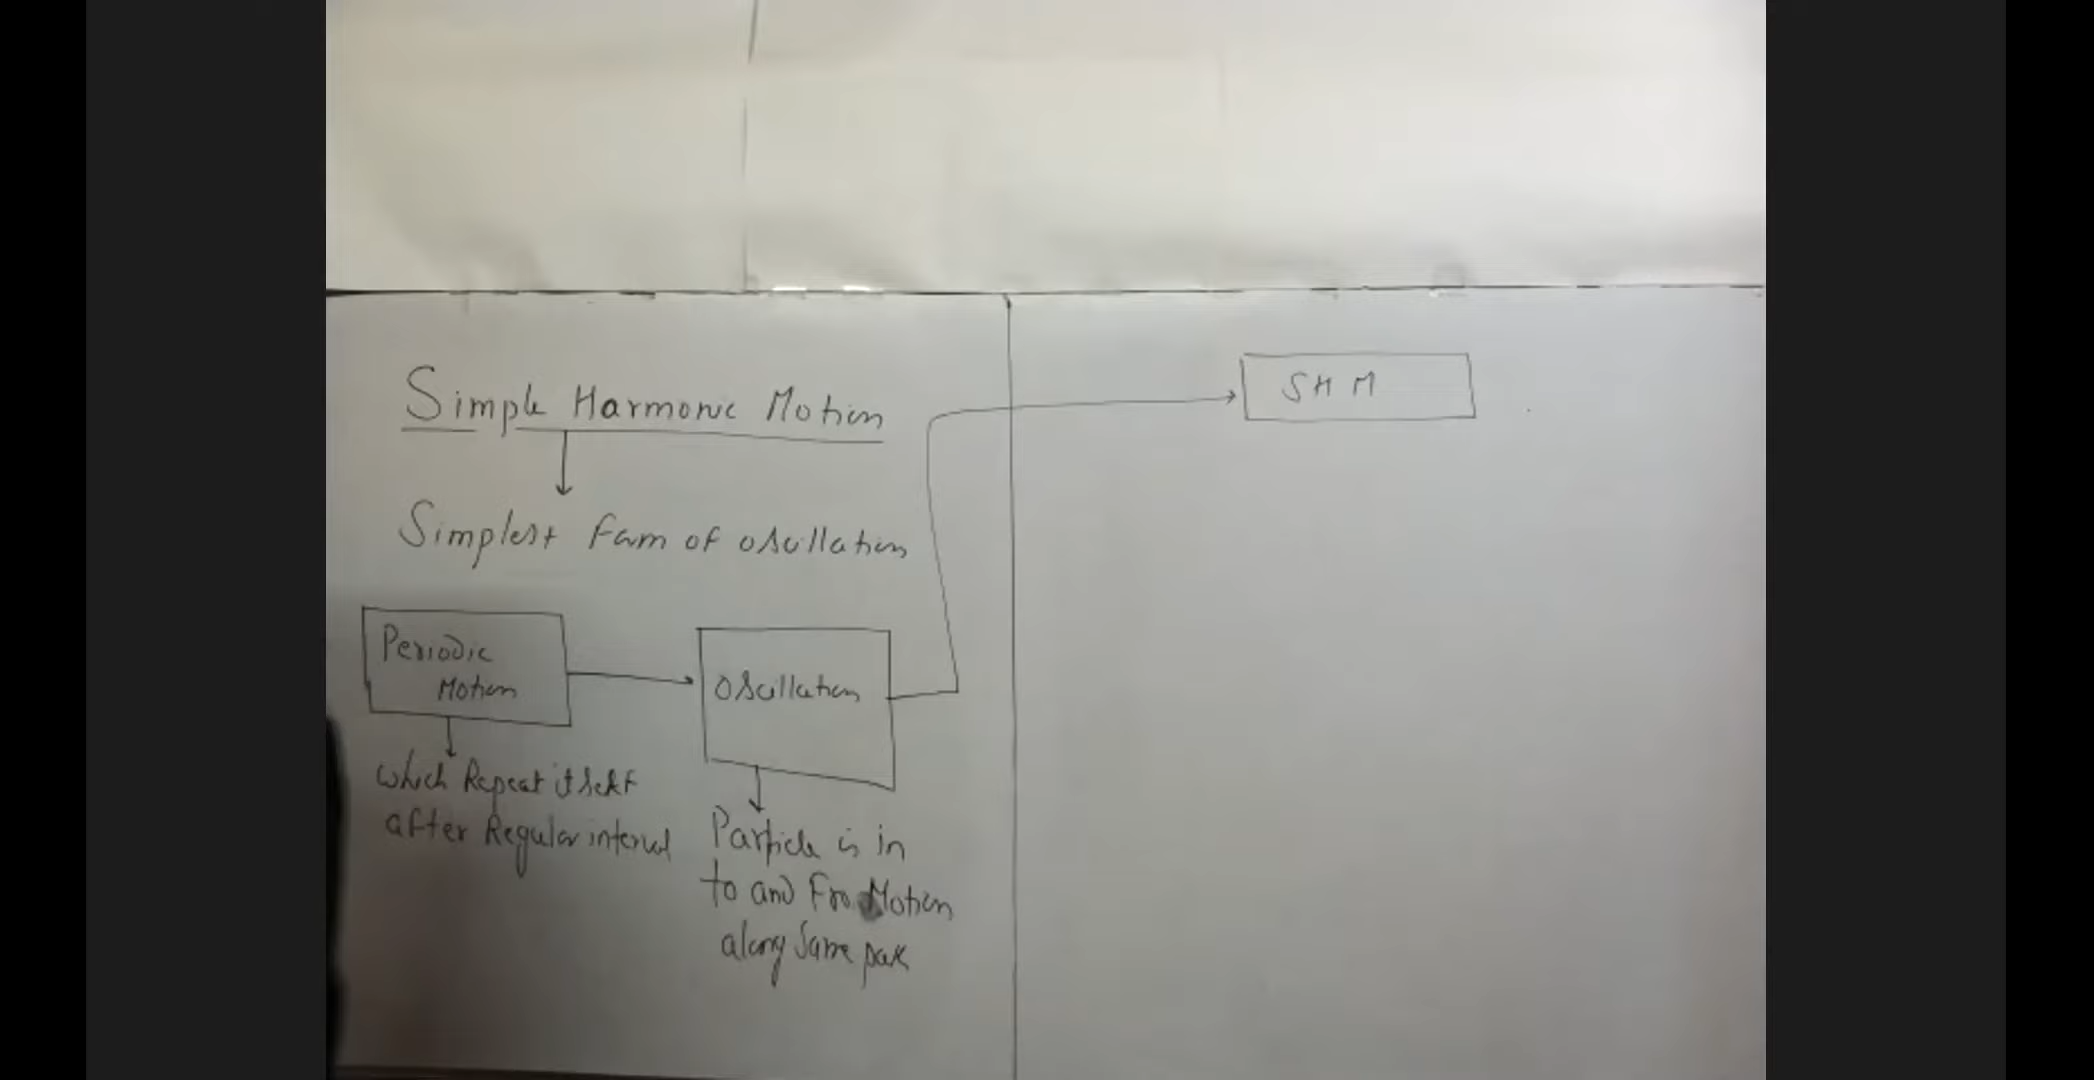 Simple Harmonic Motion
Simplest Form of oscillation
Periodic
Motion
Oscillation
which Repeat itself
after Regular interval
Particle is in
to and Fro Motion
along Same path
SHM